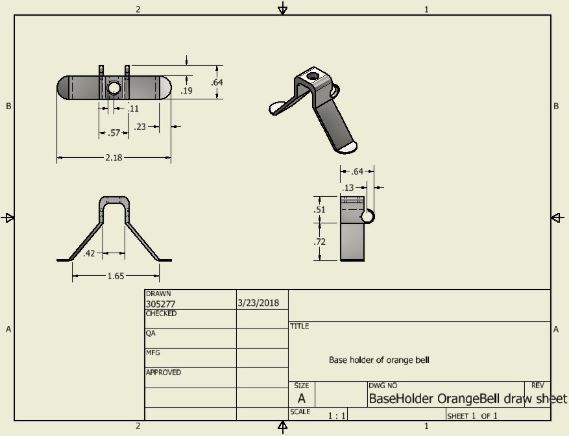 2
1
B
B
.64
.19
.11
.23
.57
2.18
.64
.13
.51
.72
.42
1.65
A
A
DRAWN
305277
3/23/2018
CHECKED
QA
MFG
APPROVED
TITLE
Base holder of orange bell
SIZE
A
DWG NO
BaseHolder OrangeBell draw sheet
REV
SCALE
1 : 1
SHEET 1 OF 1
2
1